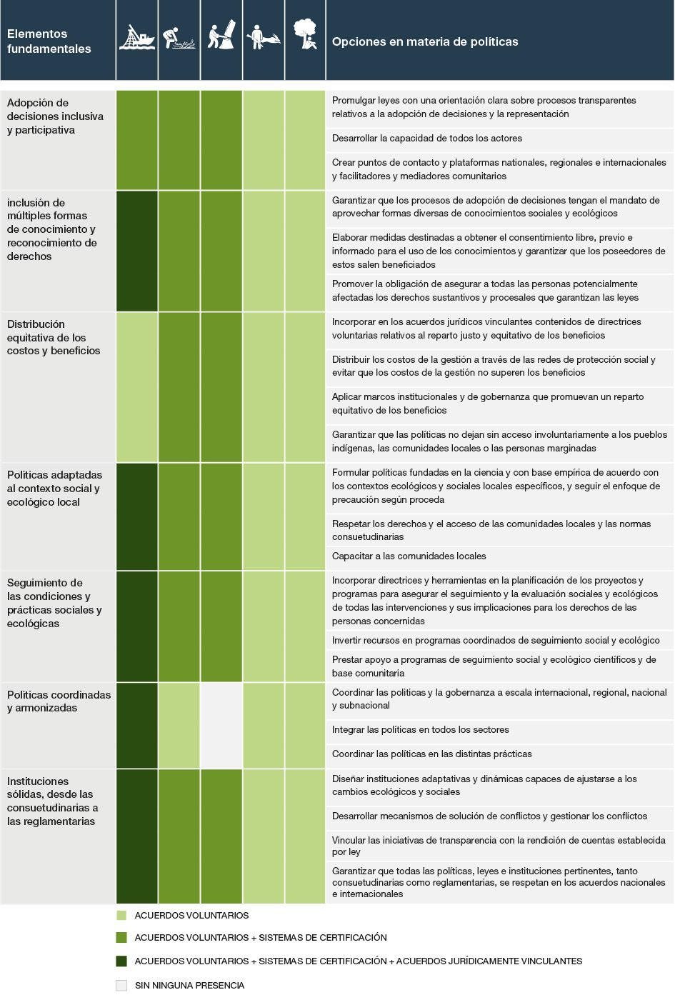 Elementos
fundamentales
Opciones en materia de políticas
Adopción de
decisiones inclusiva
y participativa
Promulgar leyes con una orientación clara sobre procesos transparentes
relativos a la adopción de decisiones y la representación
Desarrollar la capacidad de todos los actores
Crear puntos de contacto y plataformas nacionales, regionales e internacionales
y facilitadores y mediadores comunitarios
inclusión de
múltiples formas
de conocimiento y
reconocimiento de
derechos
Garantizar que los procesos de adopción de decisiones tengan el mandato de
aprovechar formas diversas de conocimientos sociales y ecológicos
Elaborar medidas destinadas a obtener el consentimiento libre, previo e
informado para el uso de los conocimientos y garantizar que los poseedores de
estos salen beneficiados
Promover la obligación de asegurar a todas las personas potencialmente
afectadas los derechos sustantivos y procesales que garantizan las leyes
Distribución
equitativa de los
costos y beneficios
Incorporar en los acuerdos jurídicos vinculantes contenidos de directrices
voluntarias relativos al reparto justo y equitativo de los beneficios
Distribuir los costos de la gestión a través de las redes de protección social y
evitar que los costos de la gestión no superen los beneficios
Aplicar marcos institucionales y de gobernanza que promuevan un reparto
equitativo de los beneficios
Garantizar que las políticas no dejan sin acceso involuntariamente a los pueblos
indígenas, las comunidades locales o las personas marginadas
Politicas adaptadas
al contexto social y
ecológico local
Formular políticas fundadas en la ciencia y con base empírica de acuerdo con
los contextos ecológicos y sociales locales específicos, y seguir el enfoque de
precaución según proceda
Respetar los derechos y el acceso de las comunidades locales y las normas
consuetudinarias
Capacitar a las comunidades locales
Seguimiento de
las condiciones y
prácticas sociales y
ecológicas
Incorporar directrices y herramientas en la planificación de los proyectos y
programas para asegurar el seguimiento y la evaluación sociales y ecológicos
de todas las intervenciones y sus implicaciones para los derechos de las
personas concernidas
Invertir recursos en programas coordinados de seguimiento social y ecológico
Prestar apoyo a programas de seguimiento social y ecológico científicos y de
base comunitaria
Politicas coordinadas
y armonizadas
Coordinar las politicas y la gobernanza a escala internacional, regional, nacional
y subnacional
Integrar las políticas en todos los sectores
Coordinar las políticas en las distintas prácticas
Instituciones
sólidas, desde las
consuetudinarias a
las reglamentarias
Diseñar instituciones adaptativas y dinámicas capaces de ajustarse a los
cambios ecológicos y sociales
Desarrollar mecanismos de solución de conflictos y gestionar los conflictos
Vincular las iniciativas de transparencia con la rendición de cuentas establecida
por ley
Garantizar que todas las políticas, leyes e instituciones pertinentes, tanto
consuetudinarias como reglamentarias, se respetan en los acuerdos nacionales
e internacionales
ACUERDOS VOLUNTARIOS
ACUERDOS VOLUNTARIOS + SISTEMAS DE CERTIFICACIÓN
ACUERDOS VOLUNTARIOS + SISTEMAS DE CERTIFICACIÓN + ACUERDOS JURÍDICAMENTE VINCULANTES
SIN NINGUNA PRESENCIA